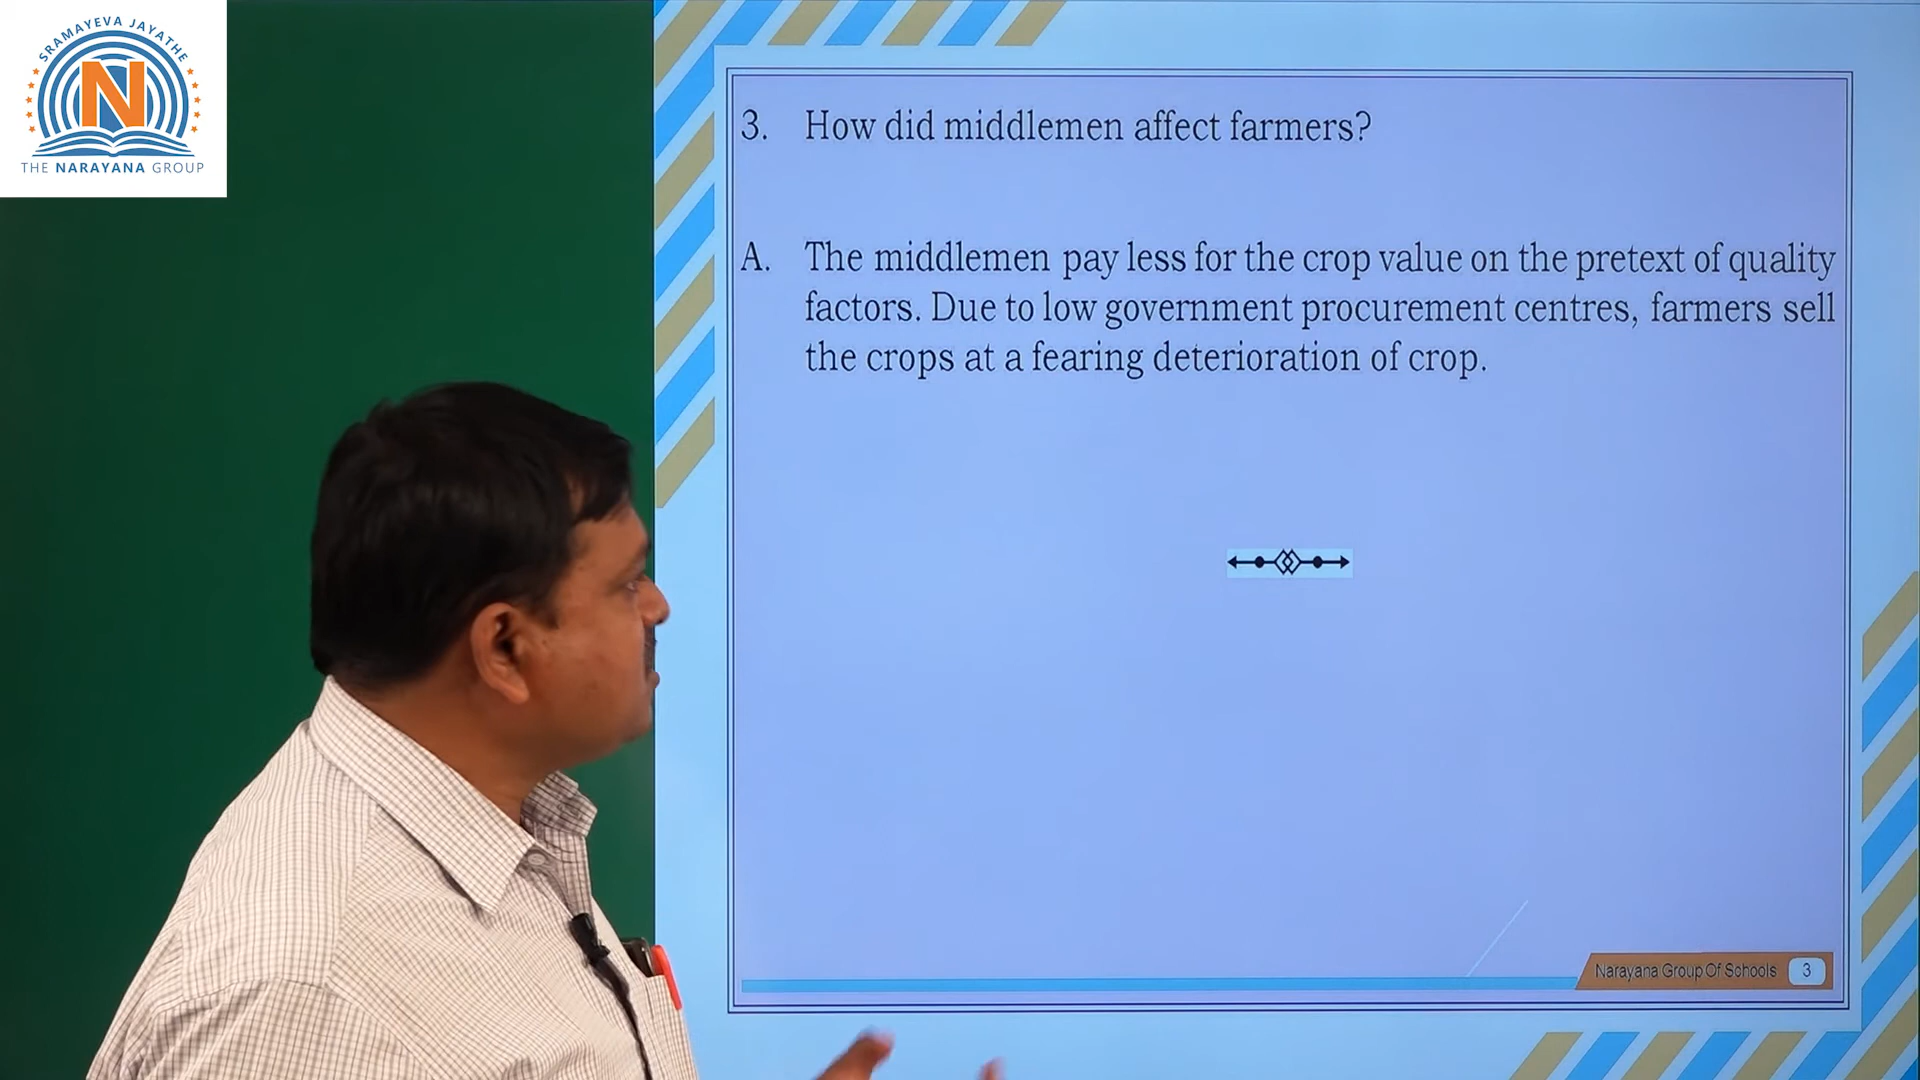 SRAMAYEVA JAYATHE
N
THE NARAYANA GROUP
3. How did middlemen affect farmers?
A. The middlemen pay less for the crop value on the pretext of quality
factors. Due to low government procurement centres, farmers sell
the crops at a fearing deterioration of crop.
Narayana Group Of Schools 3